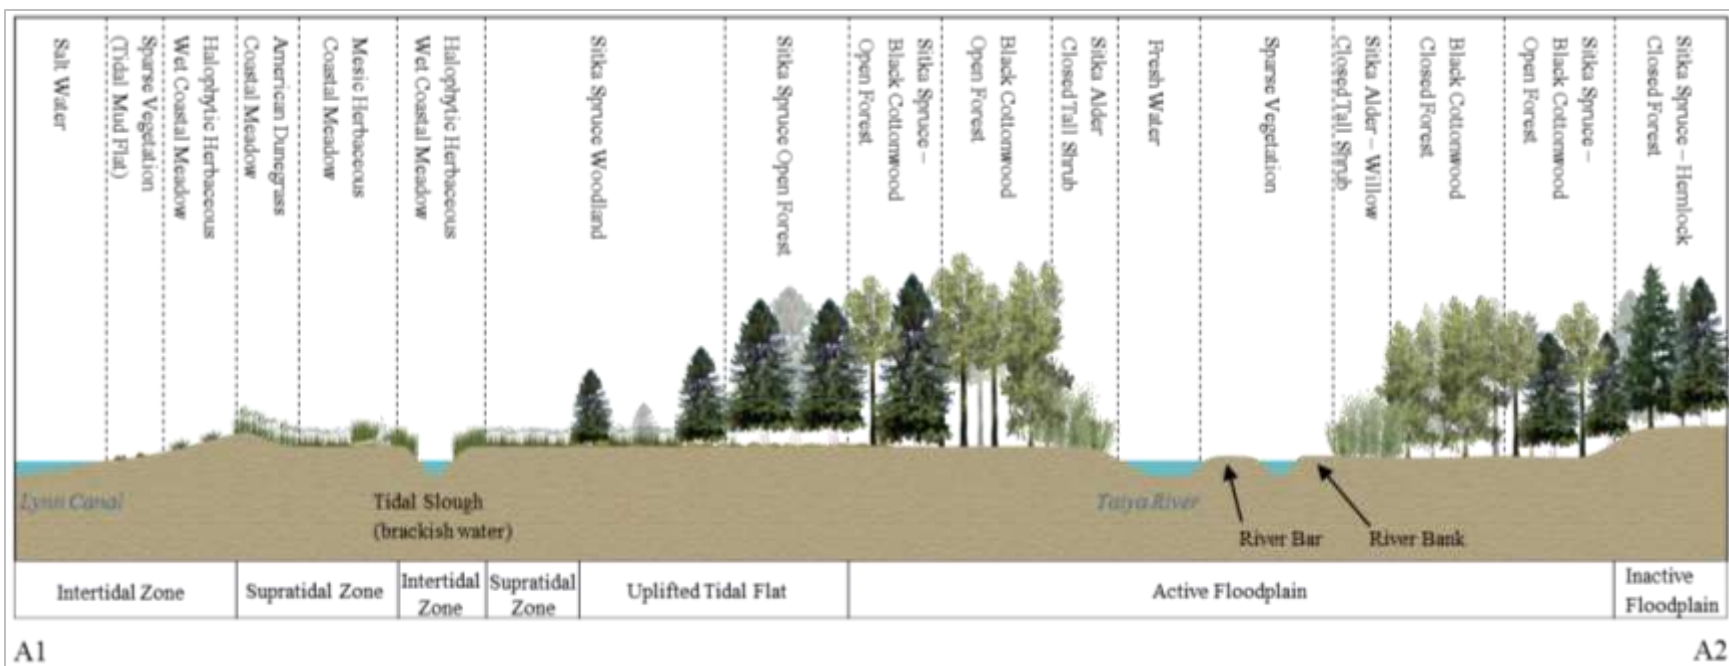 Salt Water
Sparse Vegetation
(Tidal Mud Flat)
Halophytic Herbaceous
Wet Coastal Meadow
American Dunegrass
Coastal Meadow
Mesic Herbaceous
Coastal Meadow
Halophytic Herbaceous
Wet Coastal Meadow
Sitka Spruce Woodland
Sitka Spruce Open Forest
Sitka Spruce –
Black Cottonwood
Open Forest
Black Cottonwood
Open Forest
Sitka Alder
Closed Tall Shrub
Fresh Water
Sparse Vegetation
Sitka Alder – Willow
Closed Tall Shrub
Black Cottonwood
Closed Forest
Sitka Spruce –
Black Cottonwood
Open Forest
Sitka Spruce – Hemlock
Closed Forest
Lynn Canal
Tidal Slough
(brackish water)
Taiya River
River Bar
River Bank
Intertidal Zone
Supratidal Zone
Intertidal
Zone
Supratidal
Zone
Uplifted Tidal Flat
Active Floodplain
Inactive
Floodplain
A1
A2